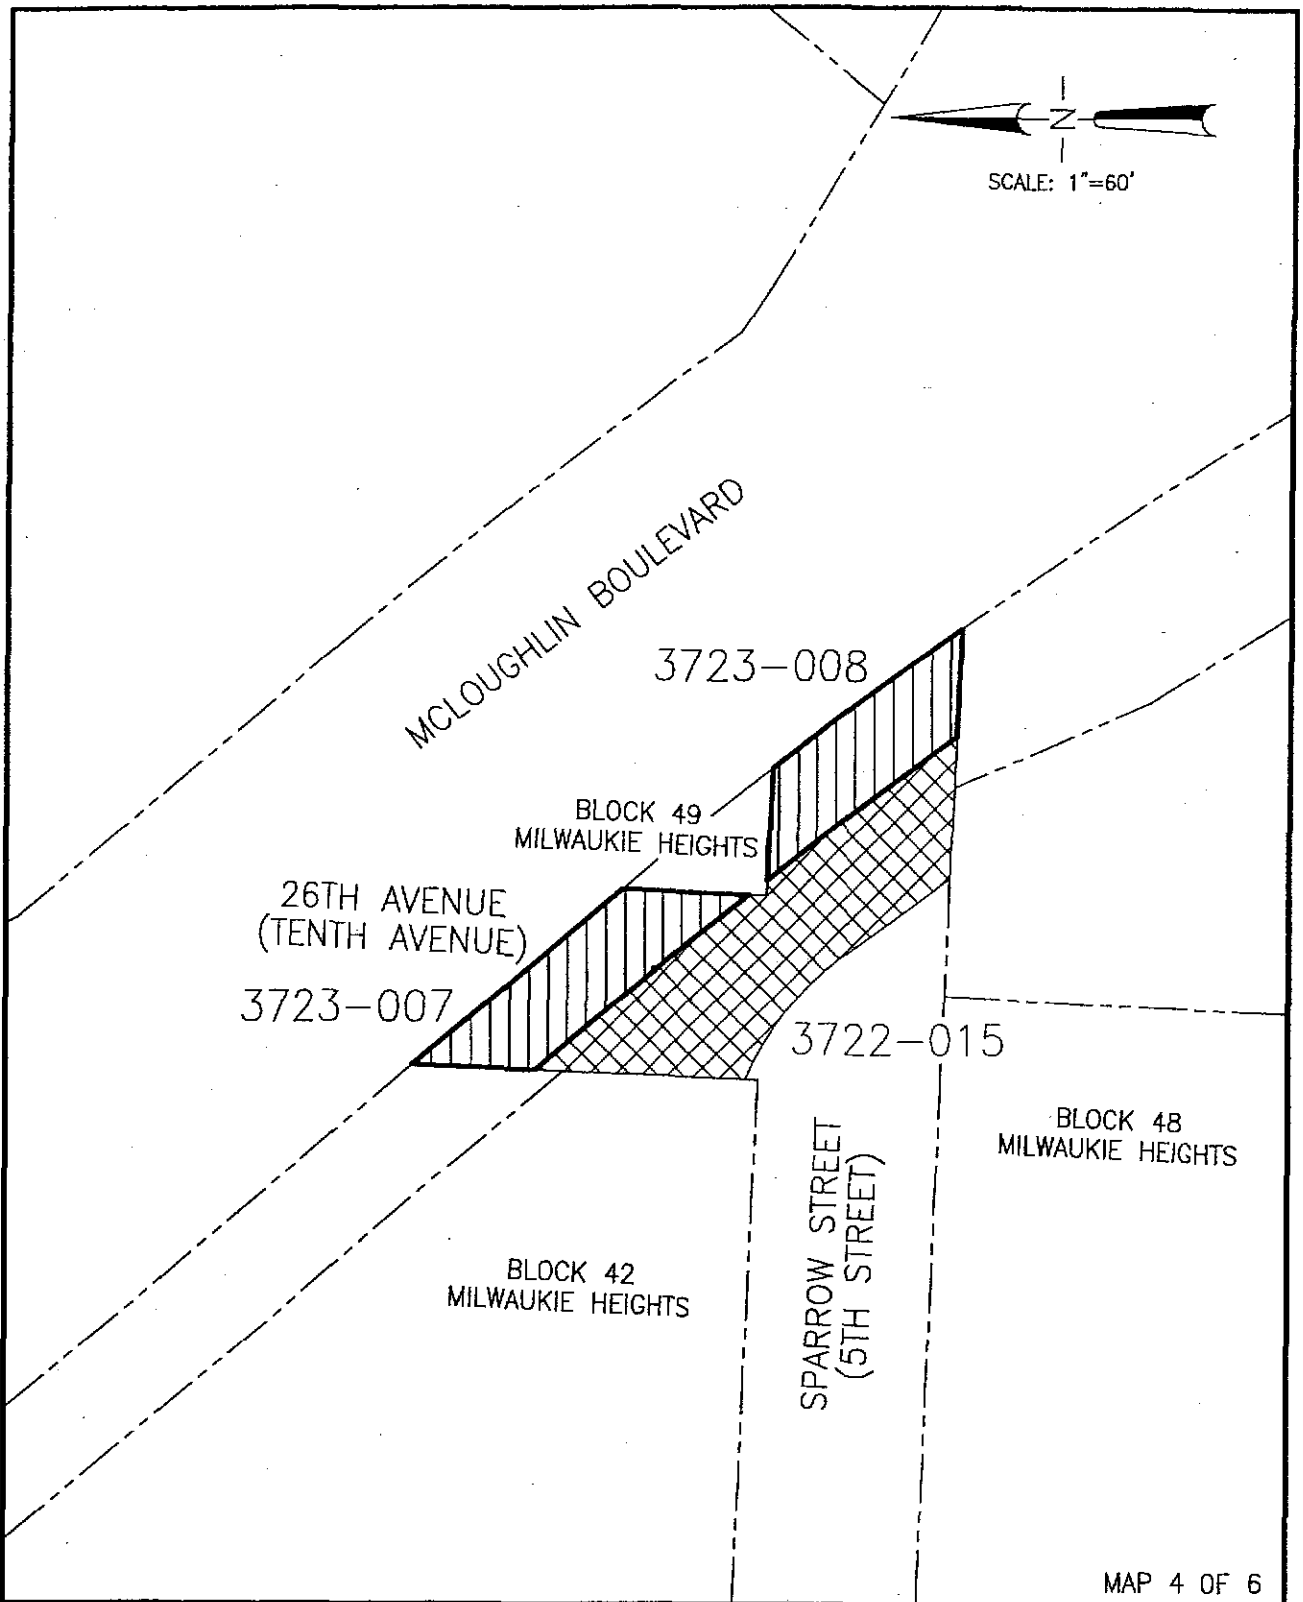 N
SCALE: 1"=60'
MCLOUGHLIN BOULEVARD
3723-008
BLOCK 49
MILWAUKIE HEIGHTS
26TH AVENUE
(TENTH AVENUE)
3723-007
3722-015
BLOCK 48
MILWAUKIE HEIGHTS
SPARROW STREET
(5TH STREET)
BLOCK 42
MILWAUKIE HEIGHTS
MAP 4 OF 6